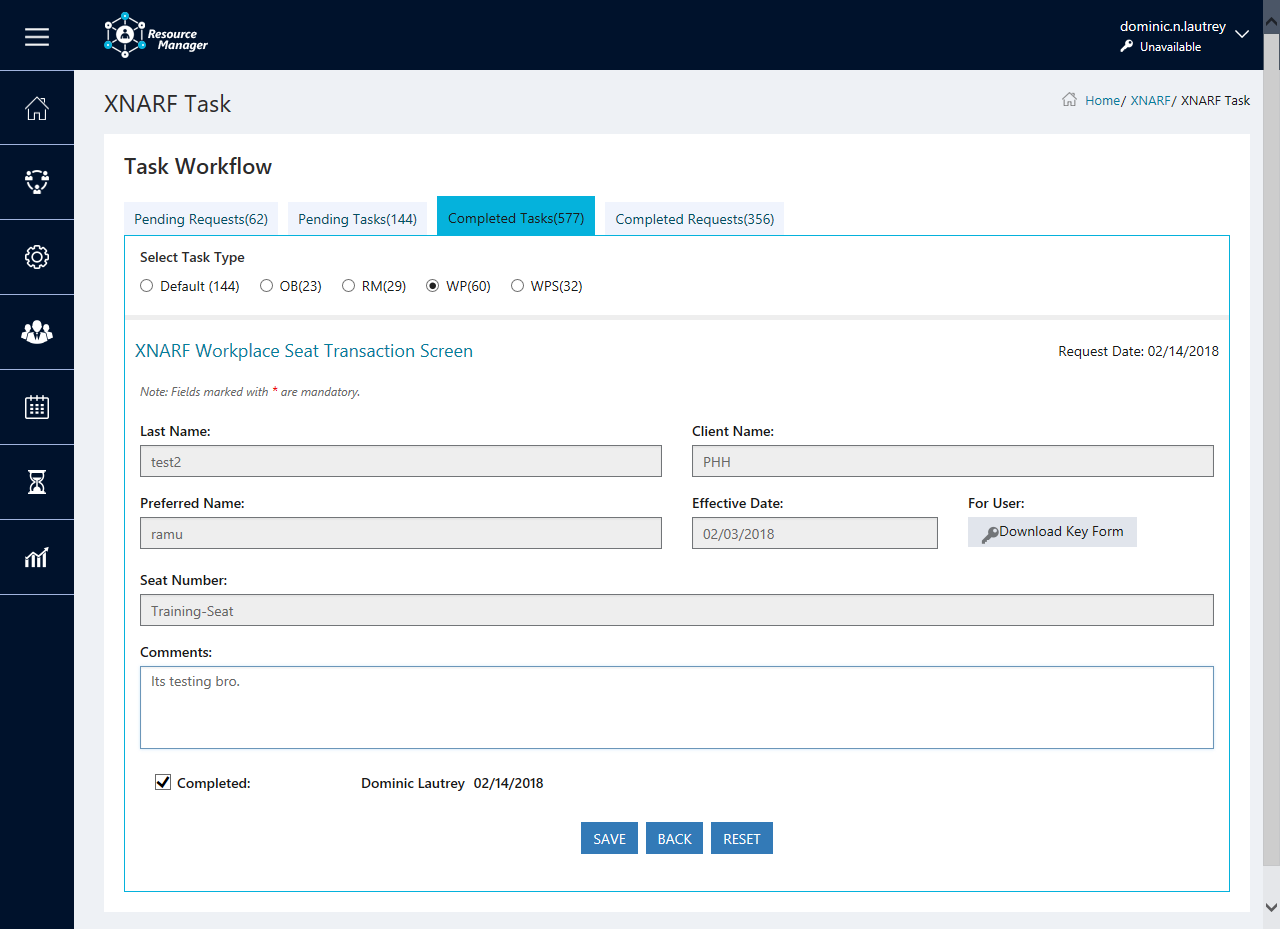 Resource
Manager
dominic.n.lautrey
Unavailable
XNARF Task
Home/ XNARF/ XNARF Task
Task Workflow
Pending Requests(62) Pending Tasks(144) Completed Tasks(577) Completed Requests(356)
Select Task Type
Default (144) OB(23) RM(29) WP(60) WPS(32)
XNARF Workplace Seat Transaction Screen Request Date: 02/14/2018
Note: Fields marked with * are mandatory.
Last Name: Client Name:
test2 PHH
Preferred Name: Effective Date: For User:
ramu 02/03/2018 Download Key Form
Seat Number:
Training-Seat
Comments:
Its testing bro.
Completed: Dominic Lautrey 02/14/2018
SAVE BACK RESET